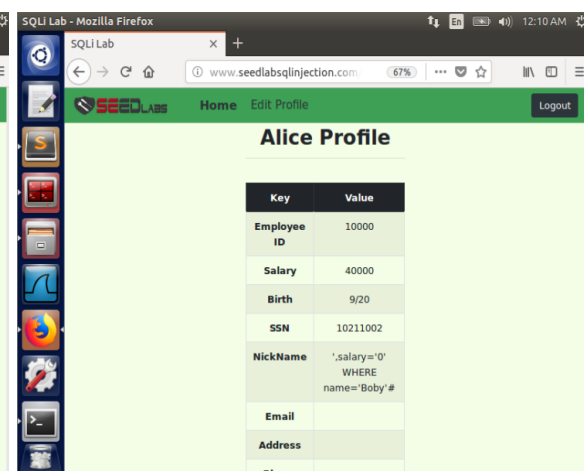 SQLi Lab - Mozilla Firefox
En
12:10 AM
SQLi Lab
www.seedlabsqlinjection.com
67%
SEEDLABS
Home
Edit Profile
Logout
Alice Profile
Key Value
Employee ID 10000
Salary 40000
Birth 9/20
SSN 10211002
NickName ',salary='0'
WHERE
name='Boby'#
Email
Address